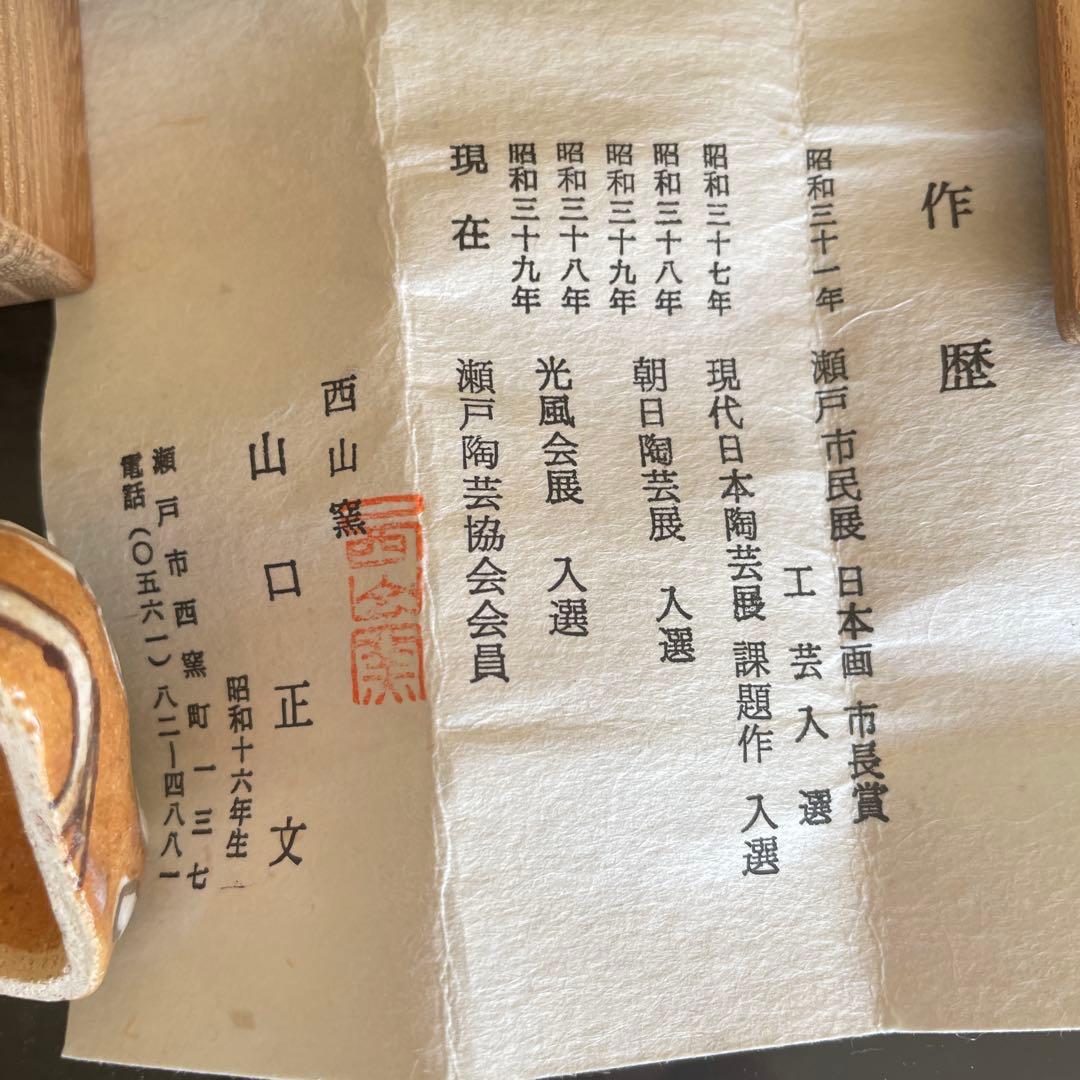 作歴
昭和三十一年 瀬戸市民展 日本画 市長賞
工芸入選
昭和三十七年 現代日本陶芸展 課題作 入選
昭和三十八年
昭和三十九年 朝日陶芸展 入選
昭和三十八年
昭和三十九年 光風会展 入選
現在 瀬戸陶芸協会会員
西山窯
西山窯
山口正文
昭和十六年生
瀬戸市西窯町一三七
電話(〇五六一)八二ー四八八一